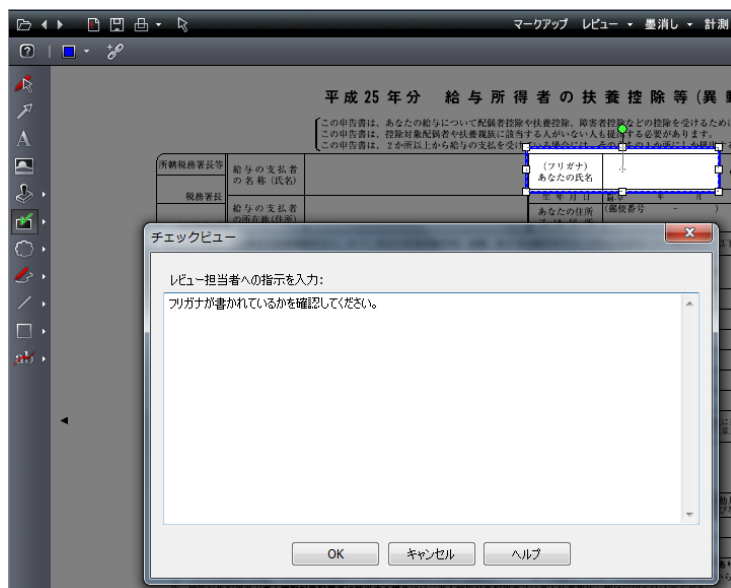 マークアップ レビュー 墨消し 計測
平成 25 年分 給与所得者の扶養控除等(異
この申告書は、あなたの給与について配偶者控除や扶養控除、障害者控除などの控除を受けるため
この申告書は、控除対象配偶者や扶養親族に該当する人がいない人も提出する必要があります。
この申告書は、2か所以上から給与の支払を受け
所轄税務署長等
給与の支払者
の名称(氏名)
(フリガナ)
あなたの氏名
税務署長
給与の支払者
の所在地(住所)
生年月日
年 月
あなたの住所
(郵便番号 - )
チェックビュー
レビュー担当者への指示を入力:
フリガナが書かれているかを確認してください。
OK キャンセル ヘルプ